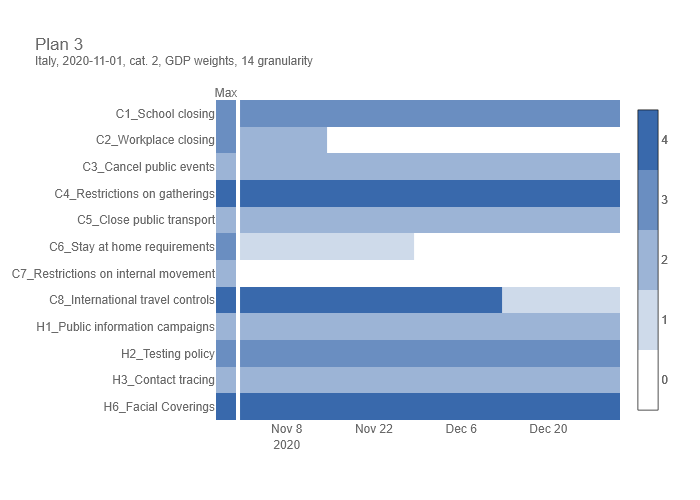 Plan 3
Italy, 2020-11-01, cat. 2, GDP weights, 14 granularity
Max
C1_School closing
C2_Workplace closing
C3_Cancel public events
C4_Restrictions on gatherings
C5_Close public transport
C6_Stay at home requirements
C7_Restrictions on internal movement
C8_International travel controls
H1_Public information campaigns
H2_Testing policy
H3_Contact tracing
H6_Facial Coverings
Nov 8 Nov 22 Dec 6 Dec 20
2020
4
3
2
1
0